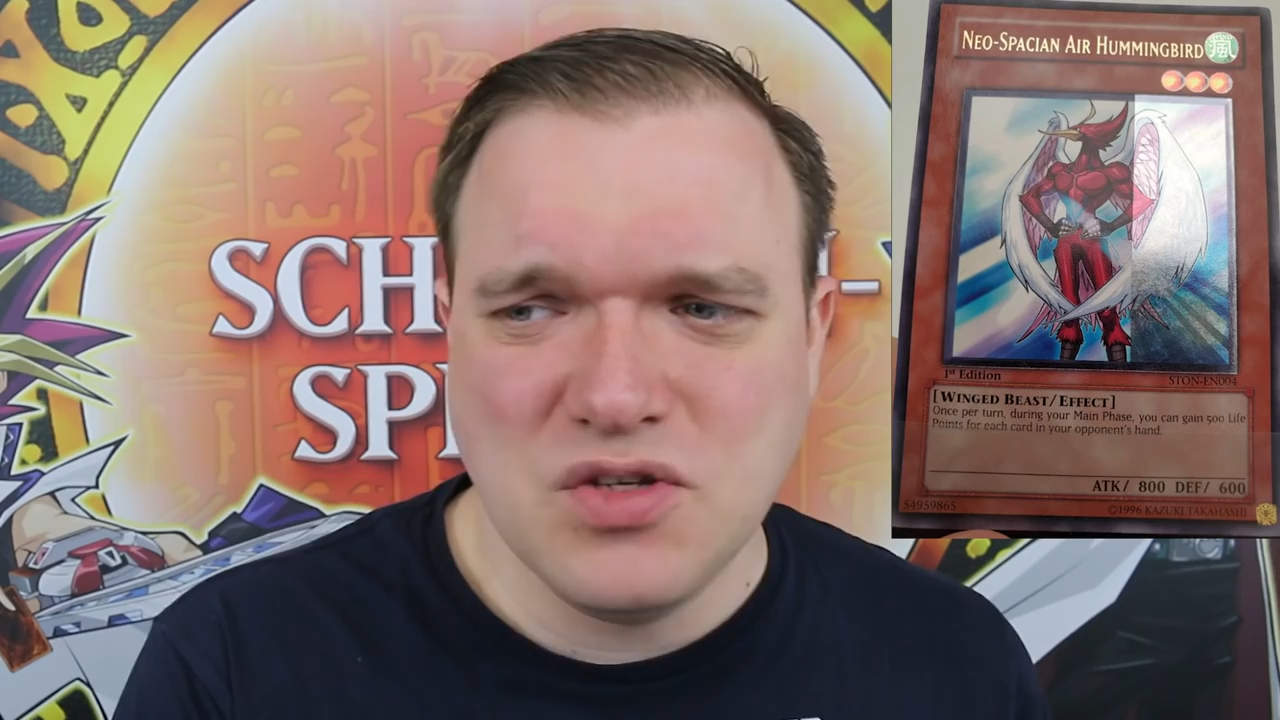 SCH
SP
NEO-SPACIAN AIR HUMMINGBIRD
風
1st Edition
STON-EN004
[WINGED BEAST/EFFECT]
Once per turn, during your Main Phase, you can gain 500 Life
Points for each card in your opponent's hand.
ATK/ 800 DEF/ 600
54959865
©1996 KAZUKI TAKAHASHI